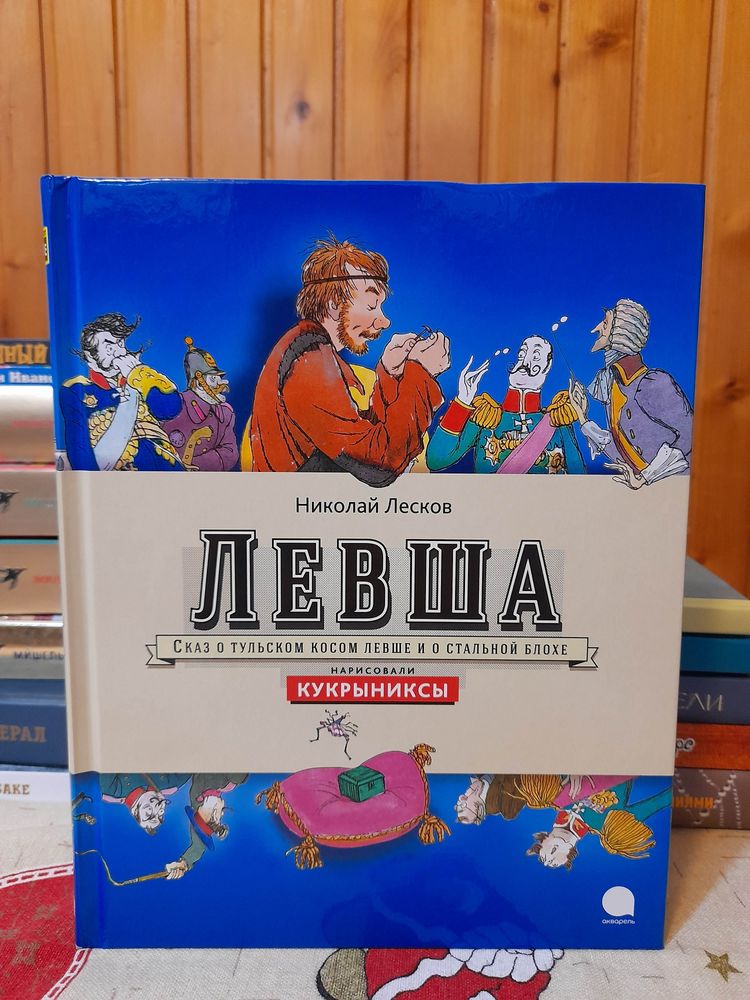 Николай Лесков
ЛЕВША
СКАЗ О ТУЛЬСКОМ КОСОМ ЛЕВШЕ И О СТАЛЬНОЙ БЛОХЕ
НАРИСОВАЛИ
КУКРЫНИКСЫ
акварель